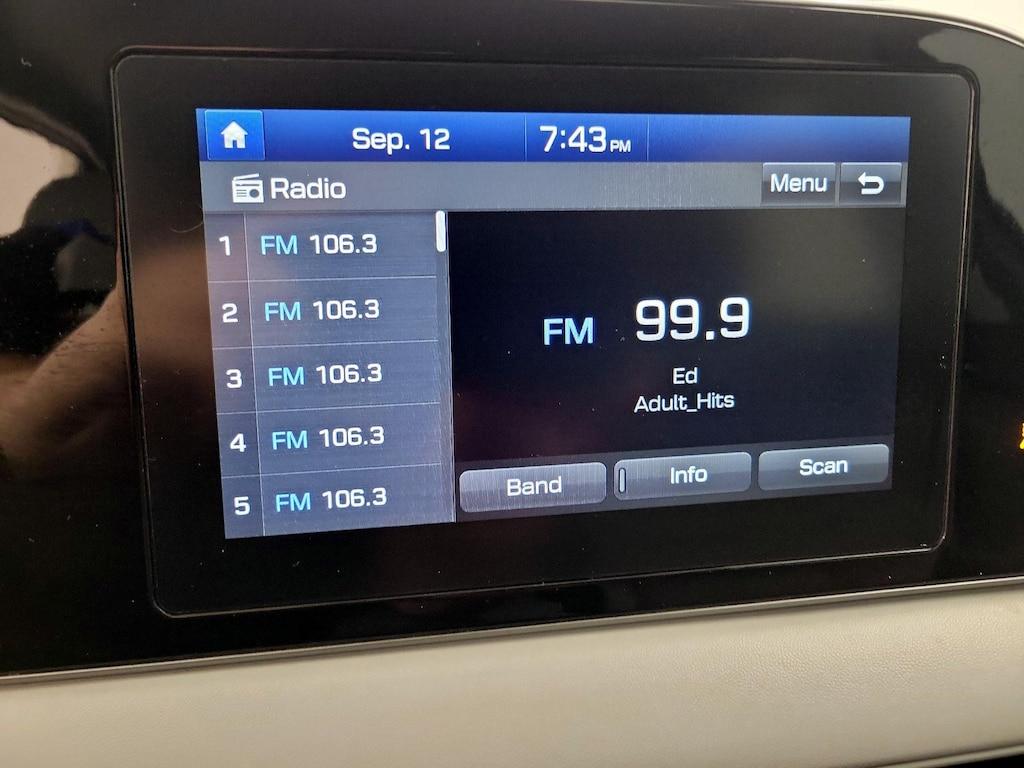 Sep. 12 7:43 PM
Radio Menu
1 FM 106.3
2 FM 106.3
3 FM 106.3
4 FM 106.3
5 FM 106.3
FM 99.9
Ed
Adult_Hits
Band Info Scan